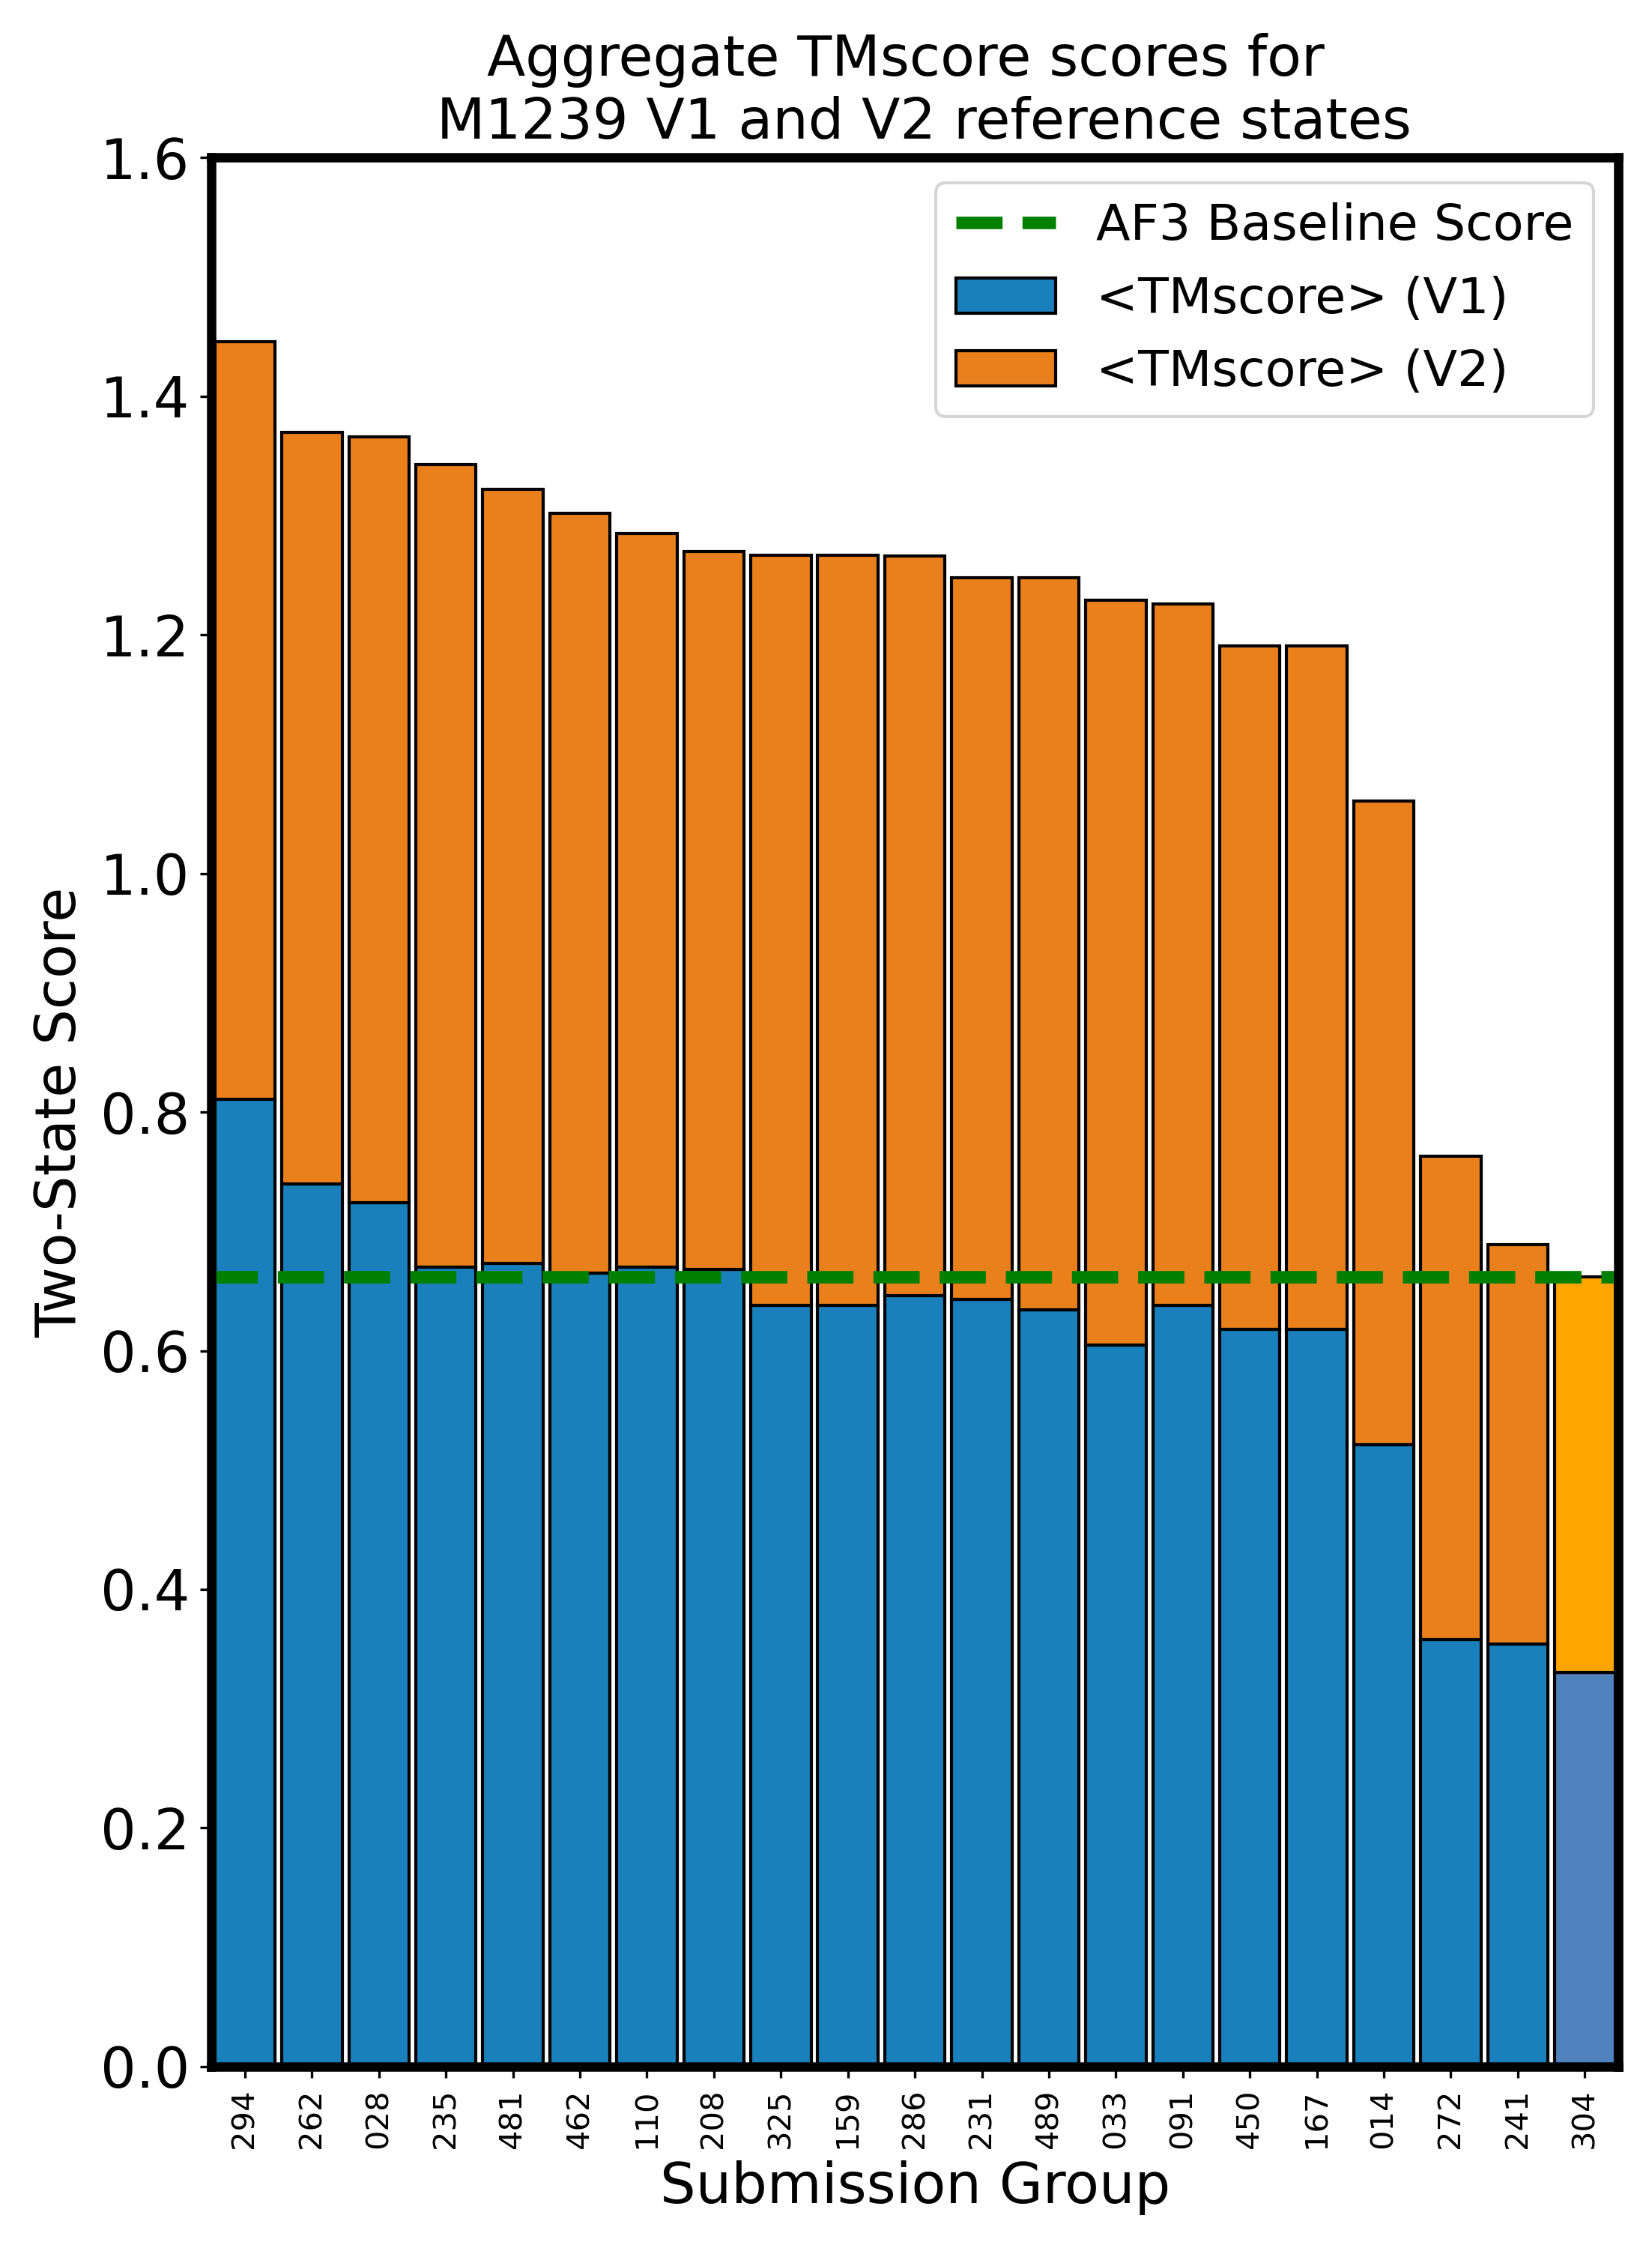 Aggregate TMscore scores for
M1239 V1 and V2 reference states
AF3 Baseline Score
<TMscore> (V1)
<TMscore> (V2)
Two-State Score
1.6
1.4
1.2
1.0
0.8
0.6
0.4
0.2
0.0
294 262 028 235 481 462 110 208 325 159 286 231 489 033 091 450 167 014 272 241 304
Submission Group